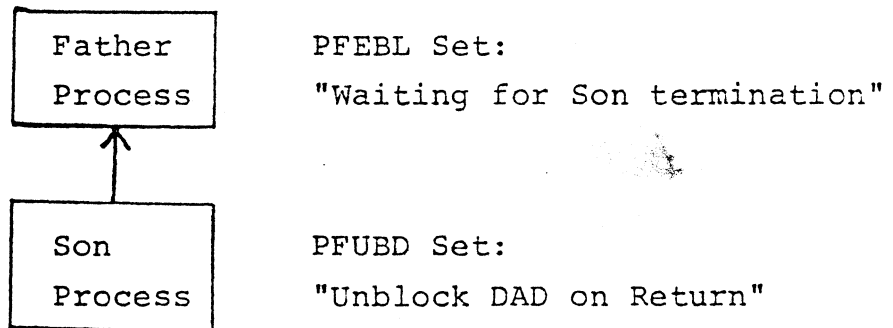 Father PFEBL Set:
Process "Waiting for Son termination"
Son PFUBD Set:
Process "Unblock DAD on Return"